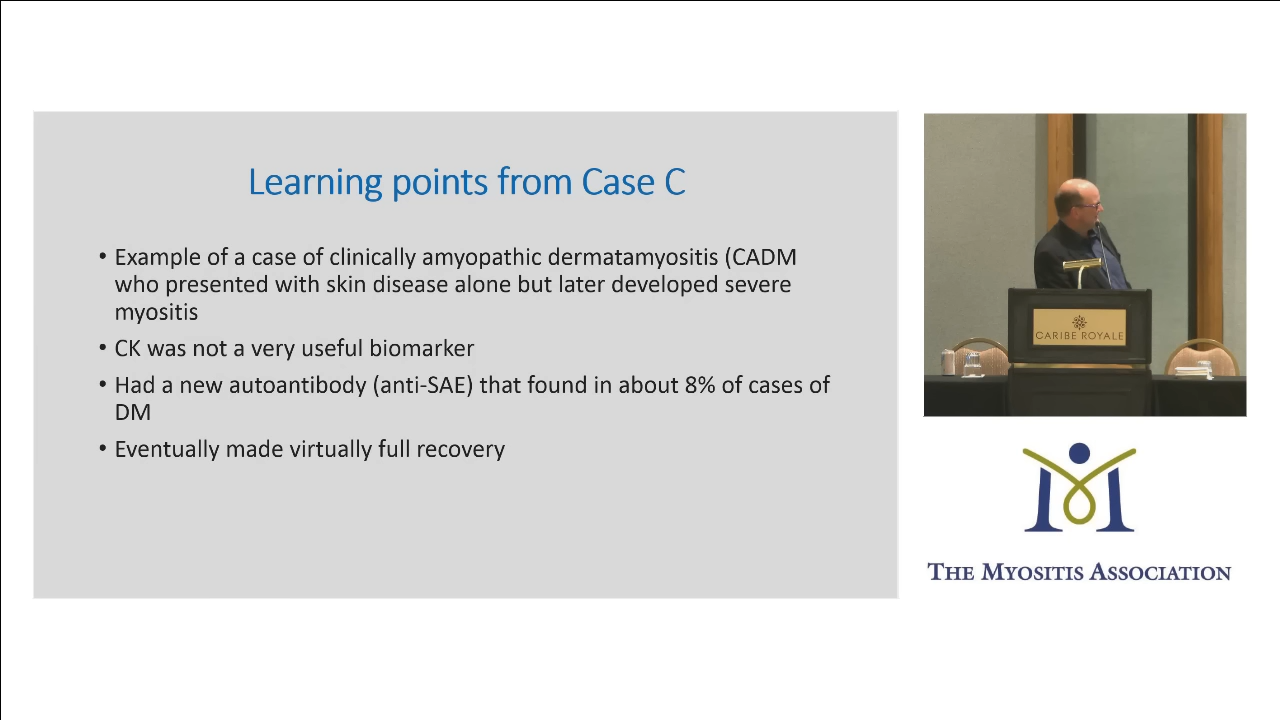 Learning points from Case C
• Example of a case of clinically amyopathic dermatamyositis (CADM
who presented with skin disease alone but later developed severe
myositis
• CK was not a very useful biomarker
• Had a new autoantibody (anti-SAE) that found in about 8% of cases of
DM
• Eventually made virtually full recovery
CARIBE ROYALE
THE MYOSITIS ASSOCIATION